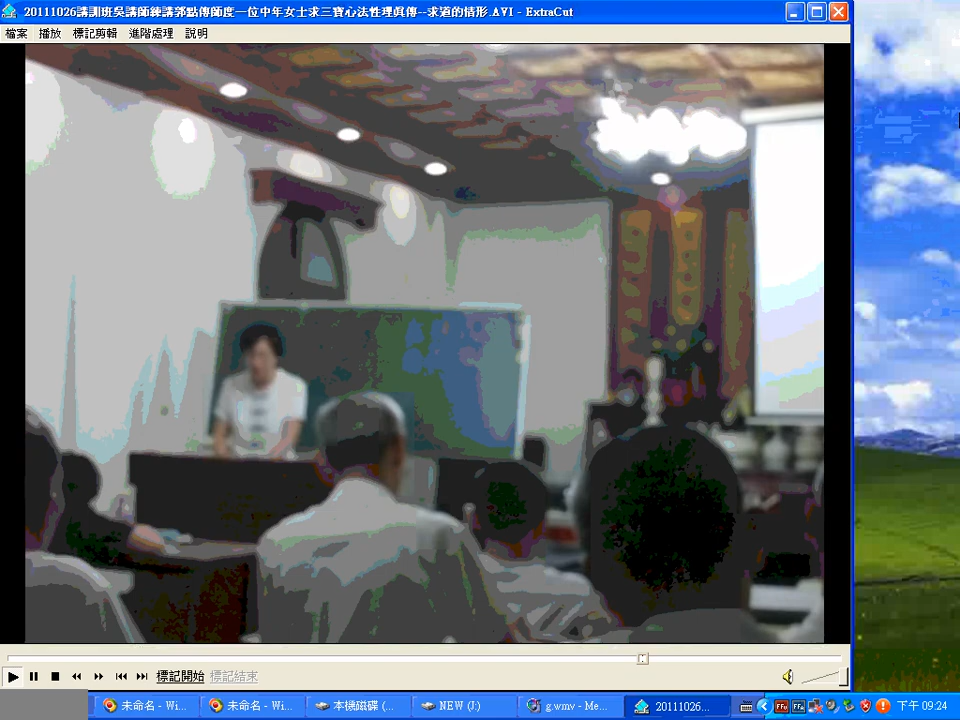 20111026講訓班吳講師練講郭點傳師度一位中年女士求三寶心法性理真傳--求道的情形.AVI - ExtraCut
檔案 播放 標記剪輯 進階處理 說明
標記開始 標記結束
未命名 - Wi... 未命名 - Wi... 本機磁碟 (... NEW (J:) g.wmv - Me... 20111026... 下午 09:24